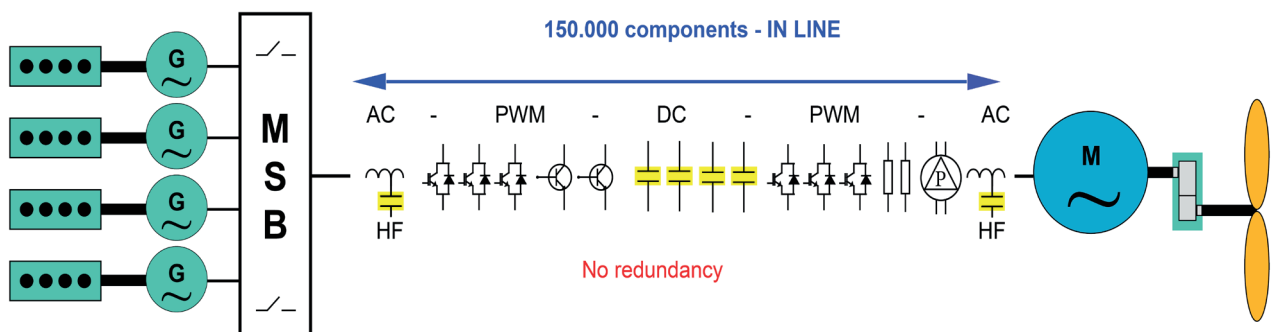 150.000 components - IN LINE
G
G
G
G
M
S
B
AC - PWM - DC - PWM - AC
P
HF
HF
M
No redundancy